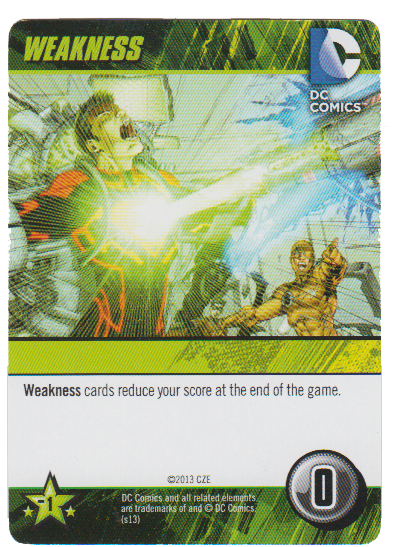 WEAKNESS
DC
COMICS™
Weakness cards reduce your score at the end of the game.
©2013 CZE
-1
DC Comics and all related elements
are trademarks of and © DC Comics.
(s13)
0